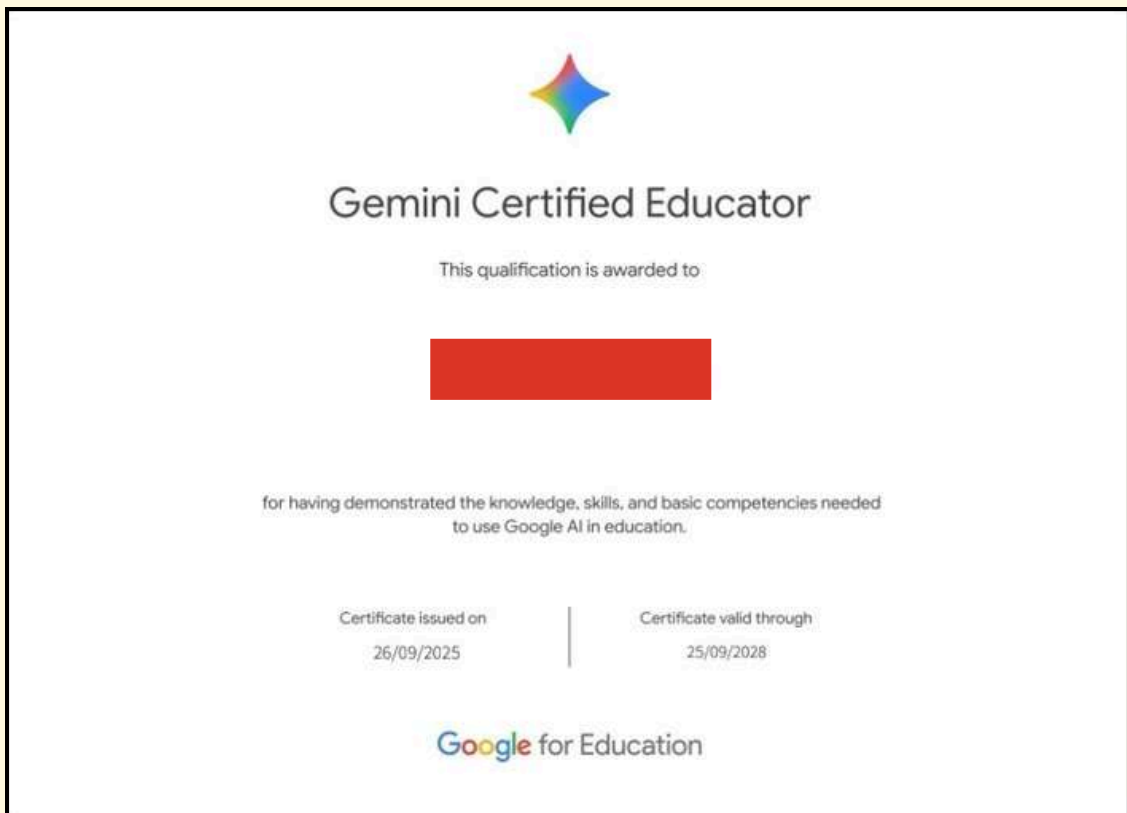 Gemini Certified Educator
This qualification is awarded to
for having demonstrated the knowledge, skills, and basic competencies needed
to use Google AI in education.
Certificate issued on
26/09/2025
Certificate valid through
25/09/2028
Google for Education